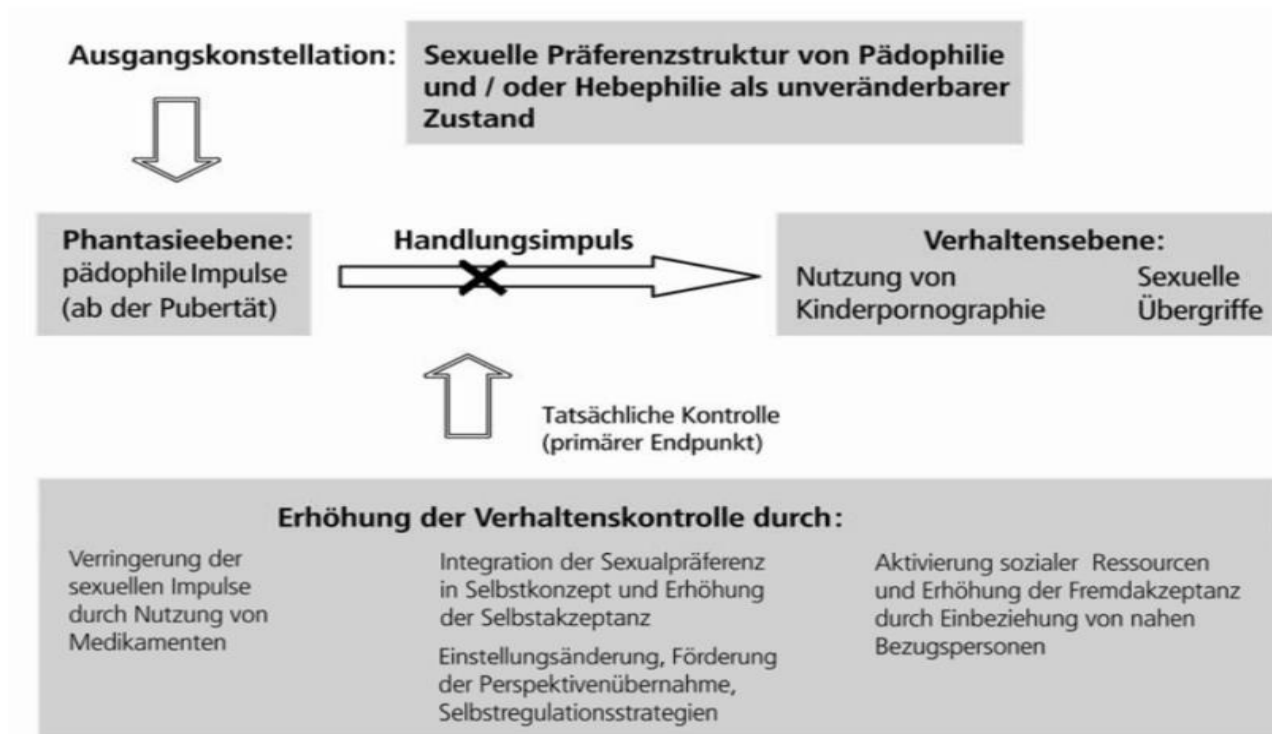 Ausgangskonstellation:
Sexuelle Präferenzstruktur von Pädophilie
und / oder Hebephilie als unveränderbarer
Zustand
Phantasieebene:
pädophile Impulse
(ab der Pubertät)
Handlungsimpuls
Verhaltensebene:
Nutzung von
Kinderpornographie
Sexuelle
Übergriffe
Tatsächliche Kontrolle
(primärer Endpunkt)
Erhöhung der Verhaltenskontrolle durch:
Verringerung der
sexuellen Impulse
durch Nutzung von
Medikamenten
Integration der Sexualpräferenz
in Selbstkonzept und Erhöhung
der Selbstakzeptanz
Einstellungsänderung, Förderung
der Perspektivenübernahme,
Selbstregulationsstrategien
Aktivierung sozialer Ressourcen
und Erhöhung der Fremdakzeptanz
durch Einbeziehung von nahen
Bezugspersonen